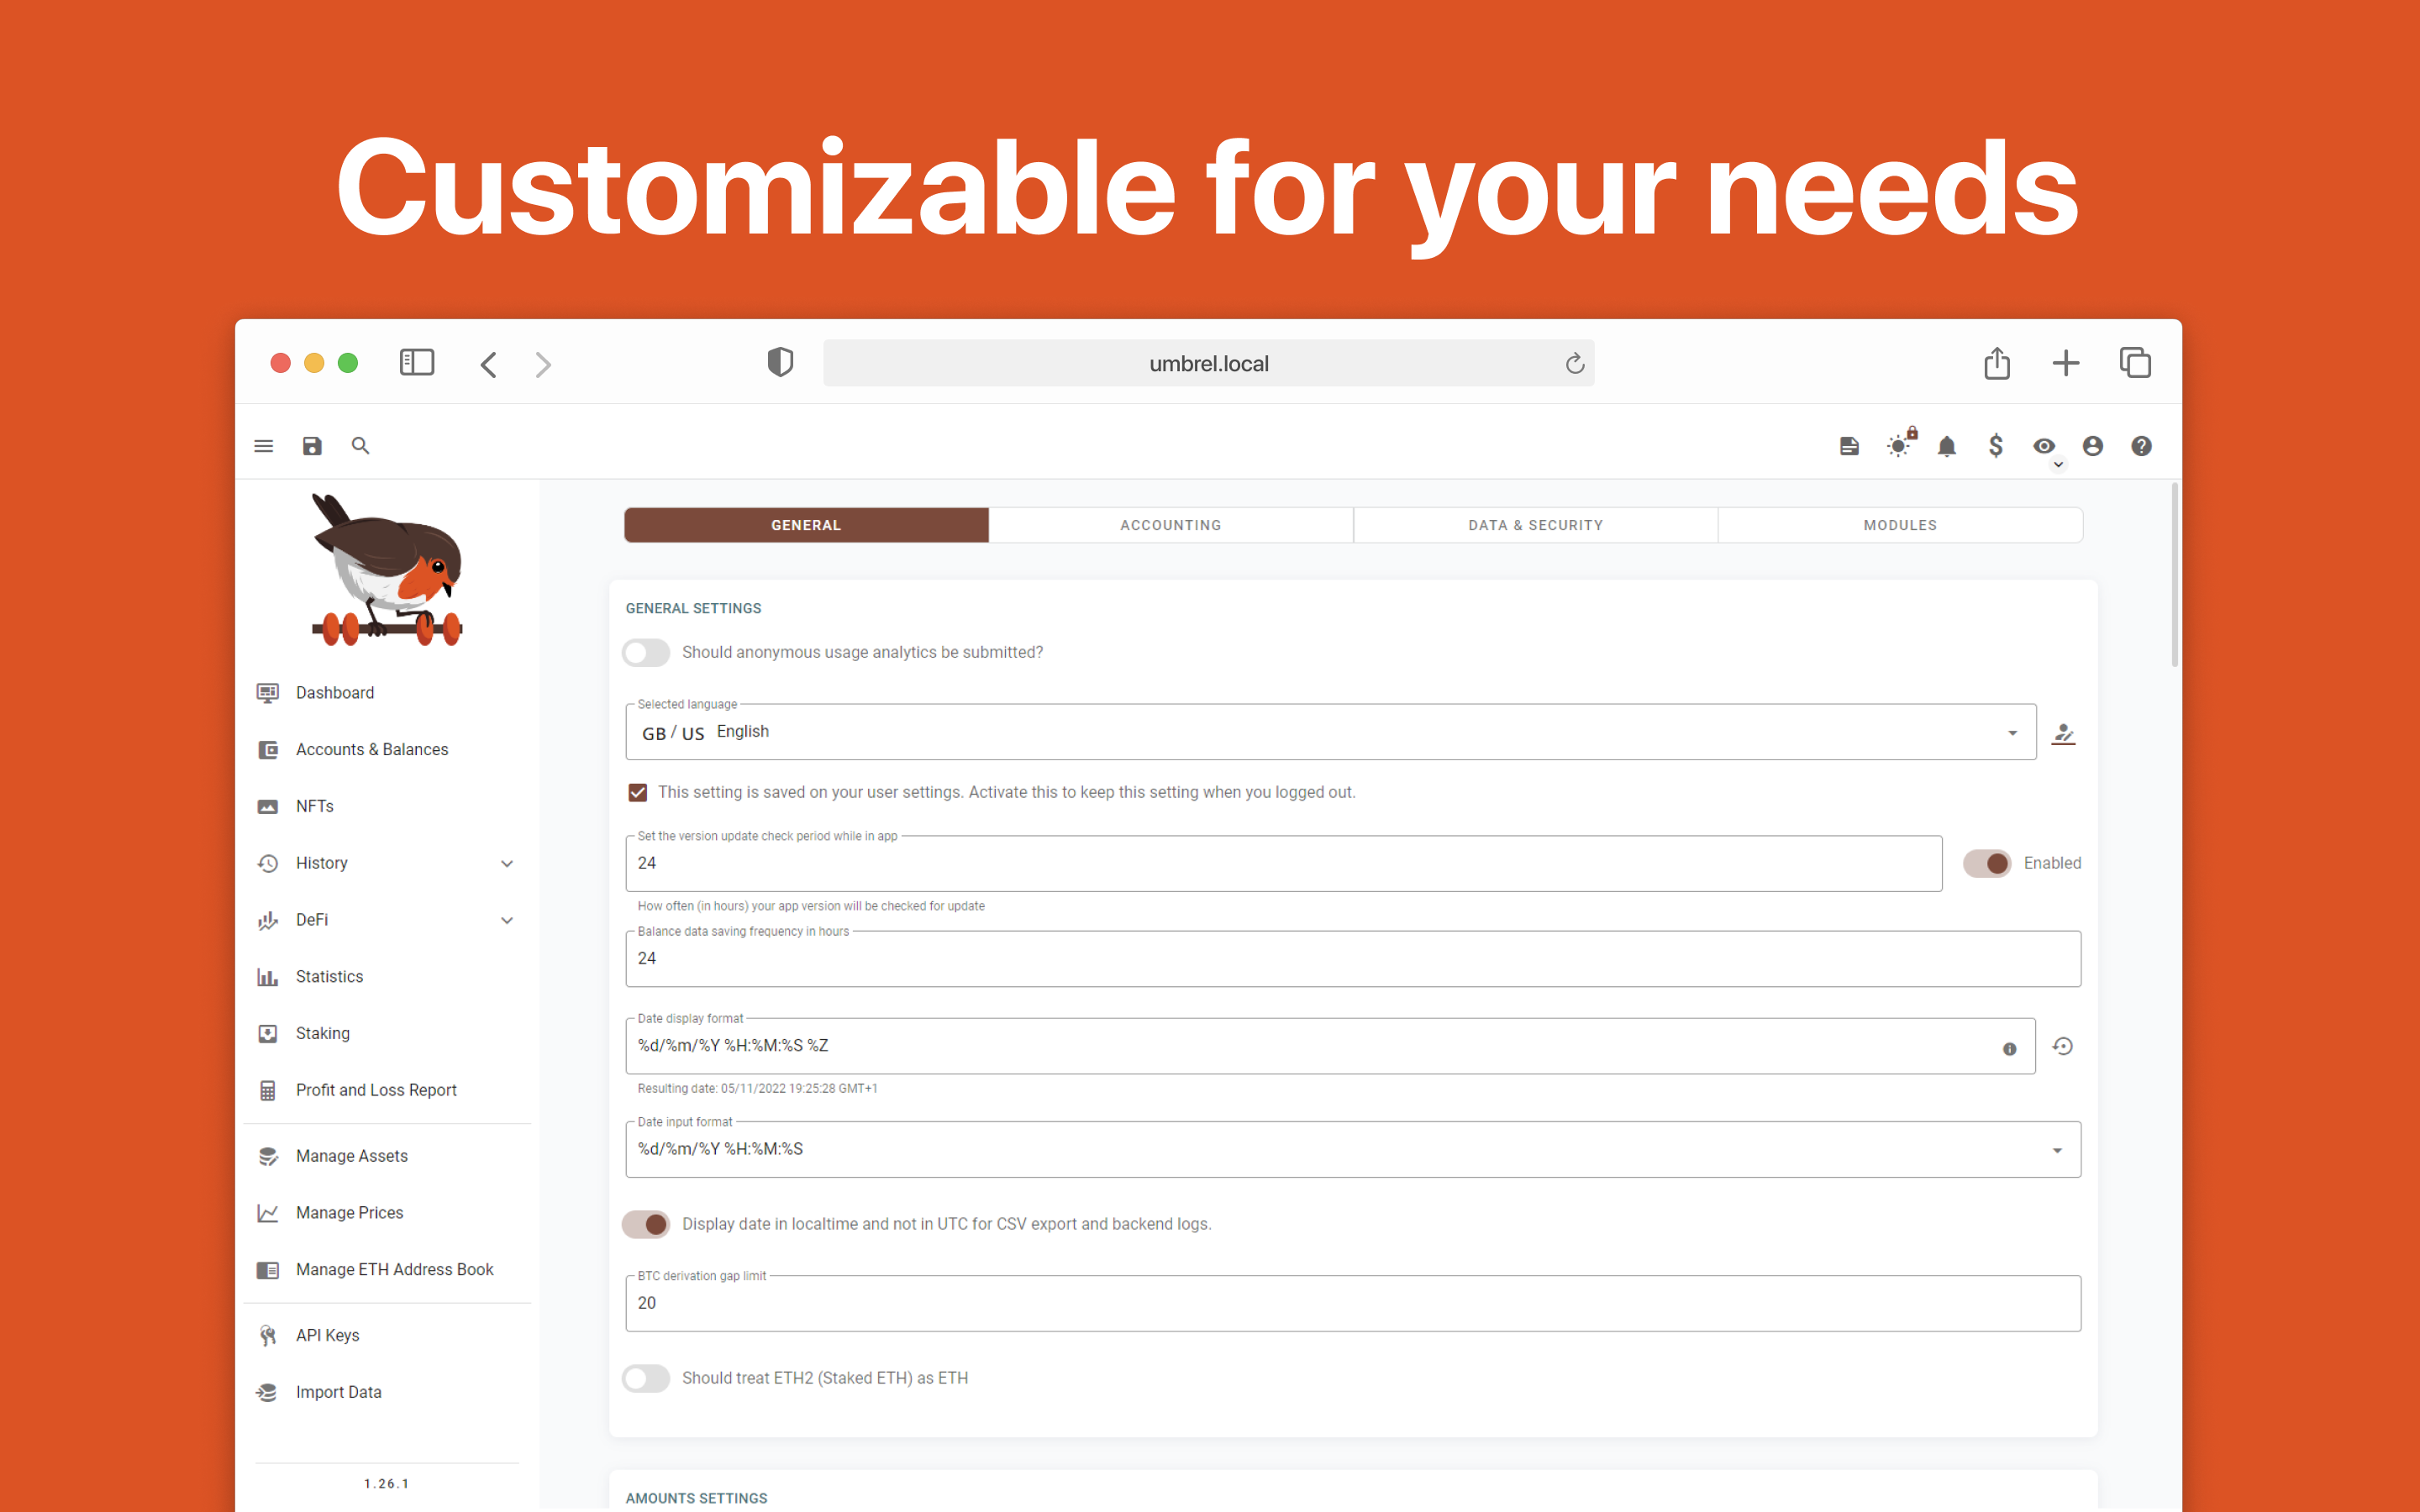 Customizable for your needs
umbrel.local
GENERAL
ACCOUNTING
DATA & SECURITY
MODULES
GENERAL SETTINGS
Should anonymous usage analytics be submitted?
Dashboard
Selected language
GB / US English
Accounts & Balances
This setting is saved on your user settings. Activate this to keep this setting when you logged out.
NFTs
Set the version update check period while in app
24
Enabled
History
How often (in hours) your app version will be checked for update
DeFi
Balance data saving frequency in hours
24
Statistics
Date display format
%d/%m/%Y %H:%M:%S %Z
Staking
Resulting date: 05/11/2022 19:25:28 GMT+1
Profit and Loss Report
Date input format
%d/%m/%Y %H:%M:%S
Manage Assets
Manage Prices
Display date in localtime and not in UTC for CSV export and backend logs.
Manage ETH Address Book
BTC derivation gap limit
20
API Keys
Should treat ETH2 (Staked ETH) as ETH
Import Data
1.26.1
AMOUNTS SETTINGS